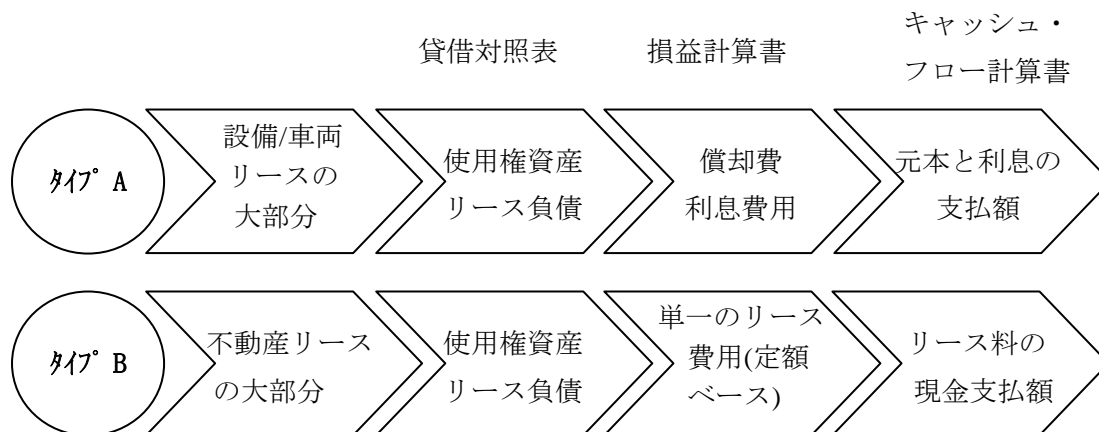 貸借対照表
損益計算書
キャッシュ・
フロー計算書
ﾀｲﾌﾟ A
設備/車両
リースの
大部分
使用権資産
リース負債
償却費
利息費用
元本と利息の
支払額
ﾀｲﾌﾟ B
不動産リース
の大部分
使用権資産
リース負債
単一のリース
費用(定額
ベース)
リース料の
現金支払額